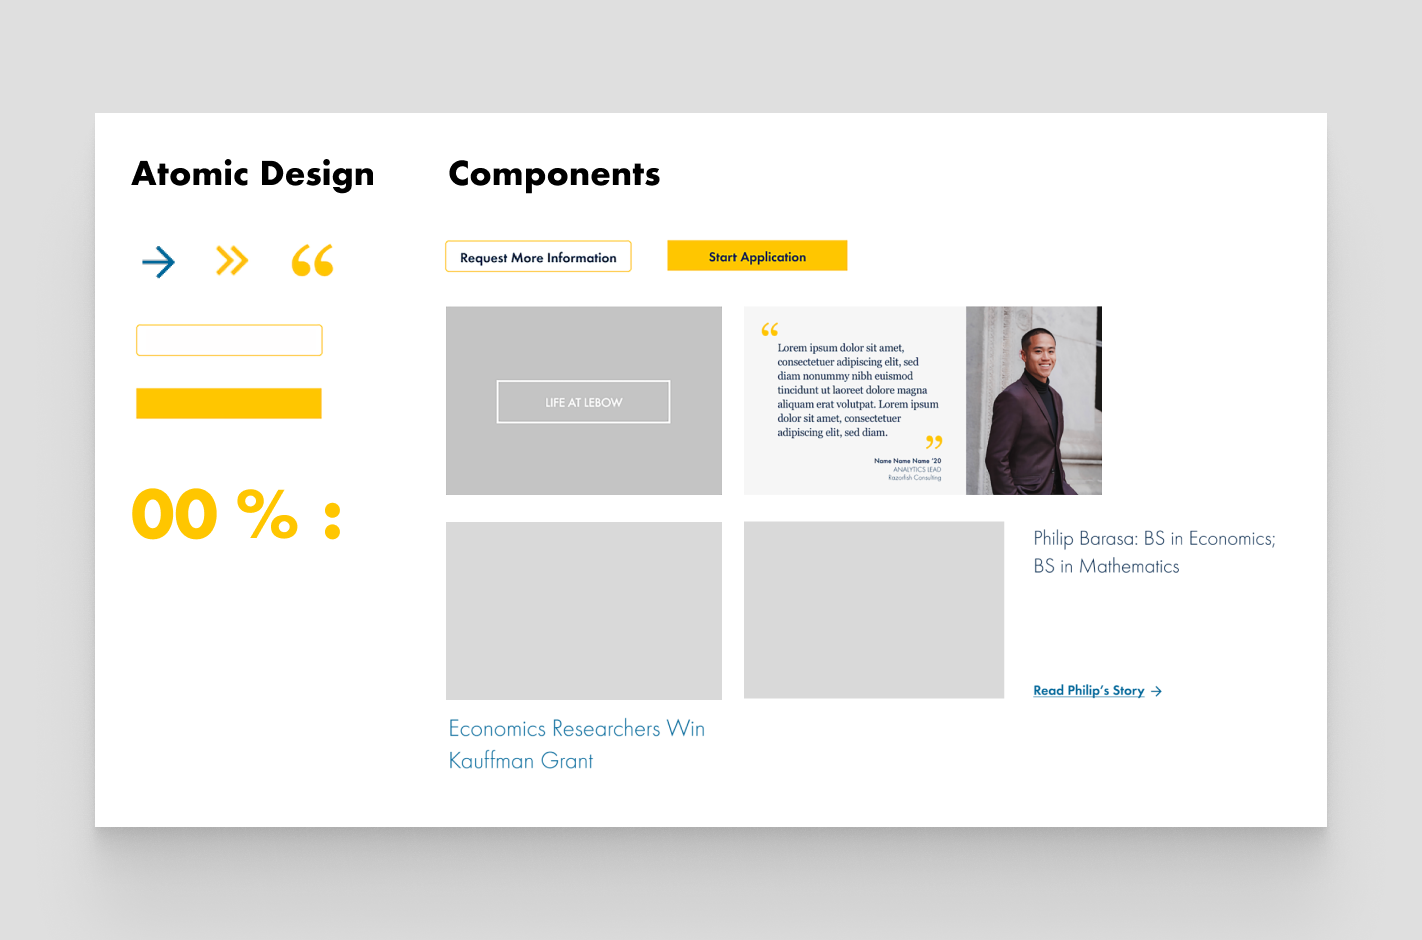 Atomic Design
Components
“
00 % :
Request More Information
Start Application
LIFE AT LEBOW
“
Lorem ipsum dolor sit amet,
consectetuer adipiscing elit, sed
diam nonummy nibh euismod
tincidunt ut laoreet dolore magna
aliquam erat volutpat. Lorem ipsum
dolor sit amet, consectetuer
adipiscing elit, sed diam.
”
Name Name Name ‘20
ANALYTICS LEAD
Razorfish Consulting
Economics Researchers Win
Kauffman Grant
Philip Barasa: BS in Economics;
BS in Mathematics
Read Philip’s Story →